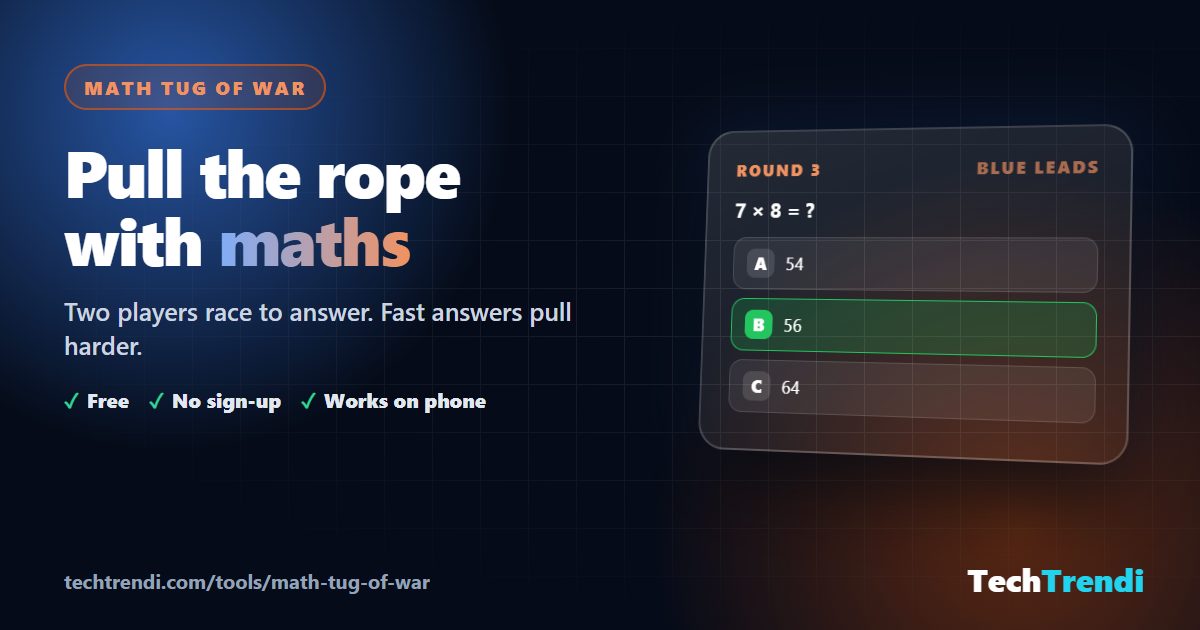 MATH TUG OF WAR
Pull the rope
with maths
Two players race to answer. Fast answers pull
harder.
✓ Free ✓ No sign-up ✓ Works on phone
ROUND 3 BLUE LEADS
7 × 8 = ?
A 54
B 56
C 64
techtrendi.com/tools/math-tug-of-war
TechTrendi